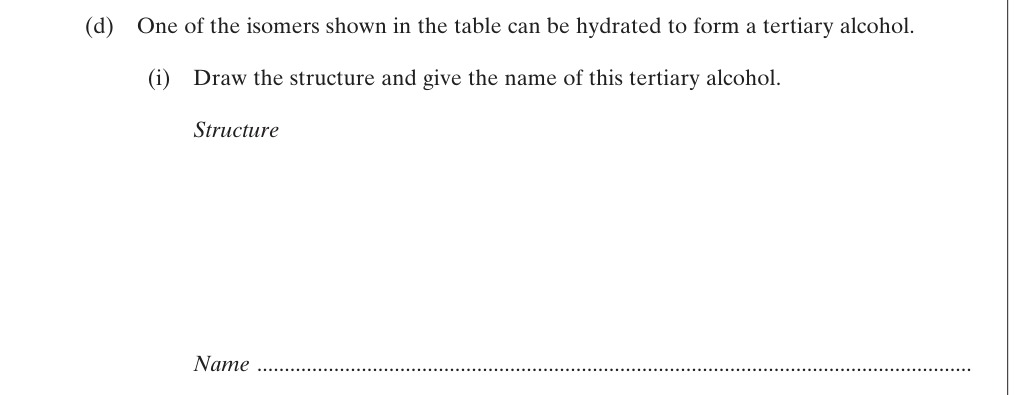 (d) One of the isomers shown in the table can be hydrated to form a tertiary alcohol.
(i) Draw the structure and give the name of this tertiary alcohol.
Structure
Name ..................................................................................................................................